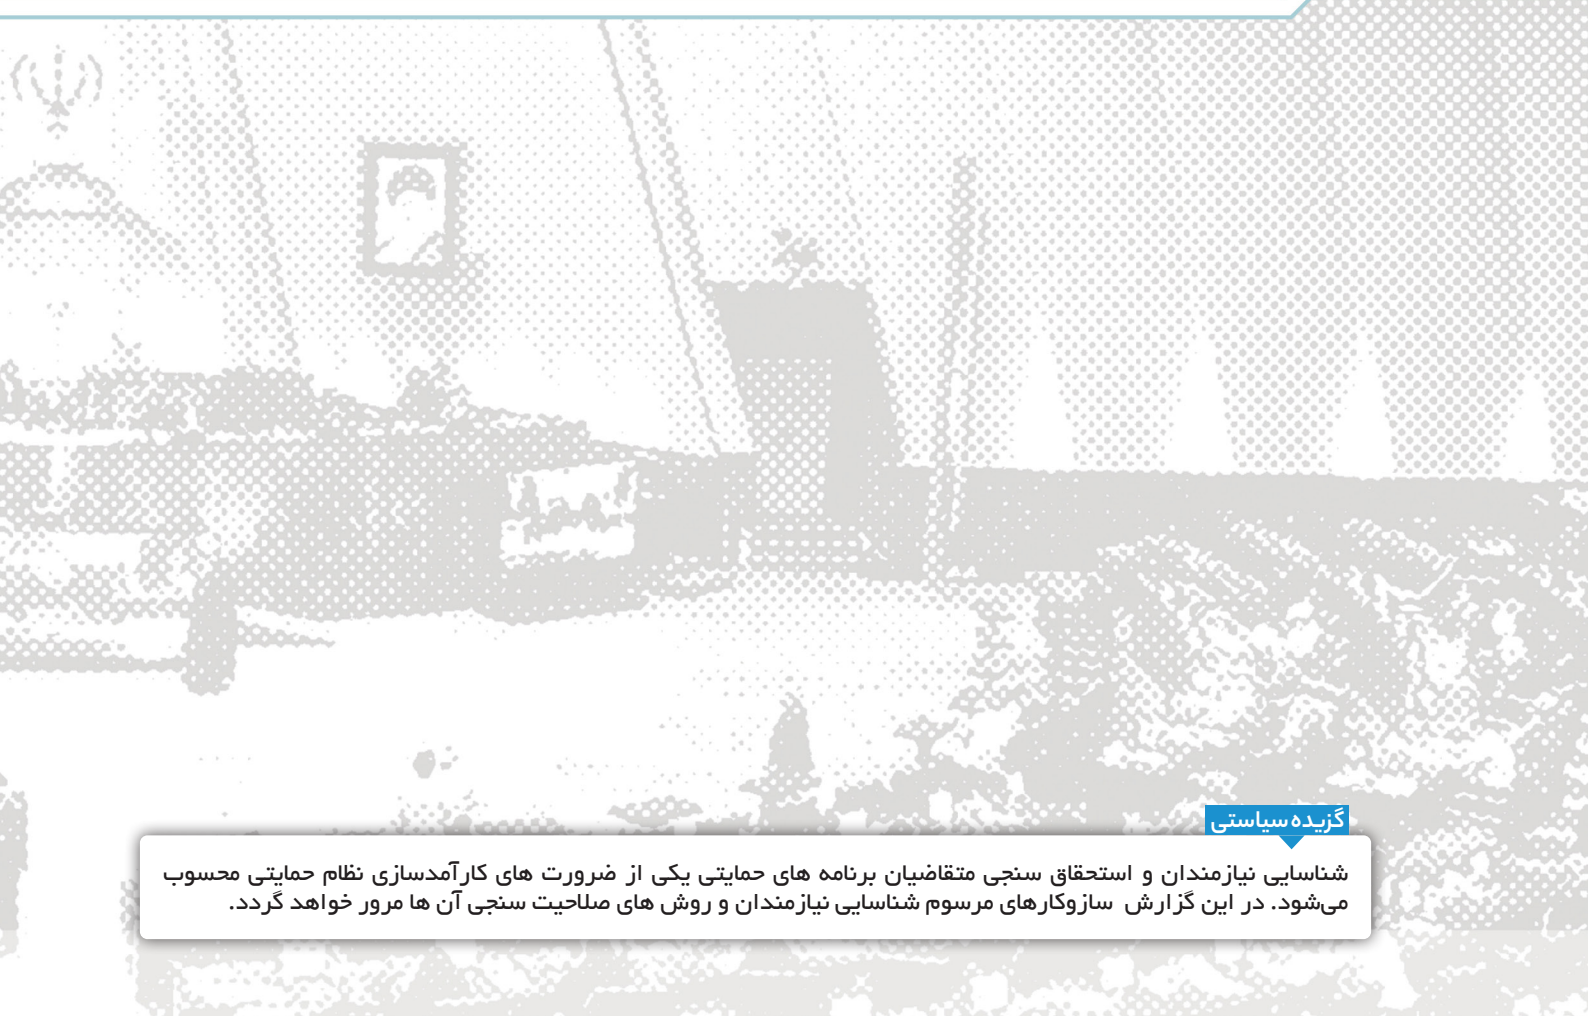 گزیده سیاستی
شناسایی نیازمندان و استحقاق سنجی متقاضیان برنامه های حمایتی یکی از ضرورت های کارآمدسازی نظام حمایتی محسوب
می‌شود. در این گزارش سازوکارهای مرسوم شناسایی نیازمندان و روش های صلاحیت سنجی آن ها مرور خواهد گردد.